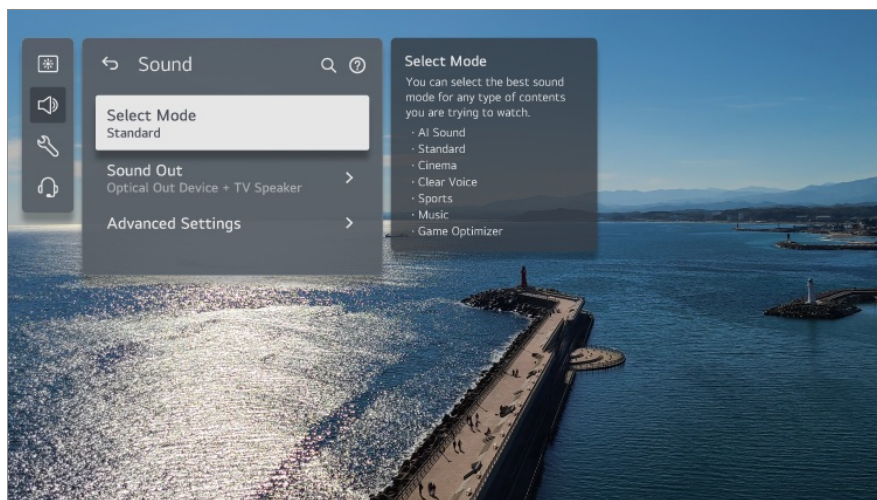 Sound
Select Mode
Standard
Sound Out
Optical Out Device + TV Speaker
Advanced Settings
Select Mode
You can select the best sound
mode for any type of contents
you are trying to watch.
· AI Sound
· Standard
· Cinema
· Clear Voice
· Sports
· Music
· Game Optimizer